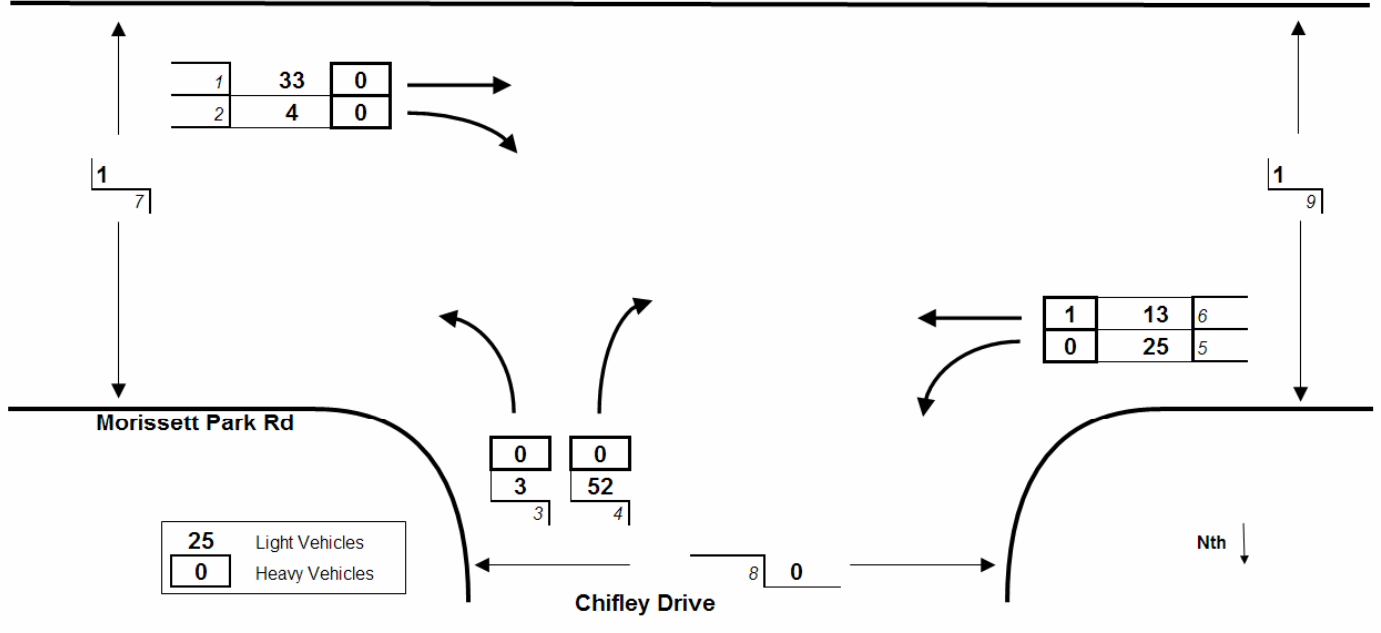 1 33 0
2 4 0
1
7
1
9
1 13 6
0 25 5
Morissett Park Rd
0 0
3 52
3 4
25 Light Vehicles
0 Heavy Vehicles
Nth
8 0
Chifley Drive